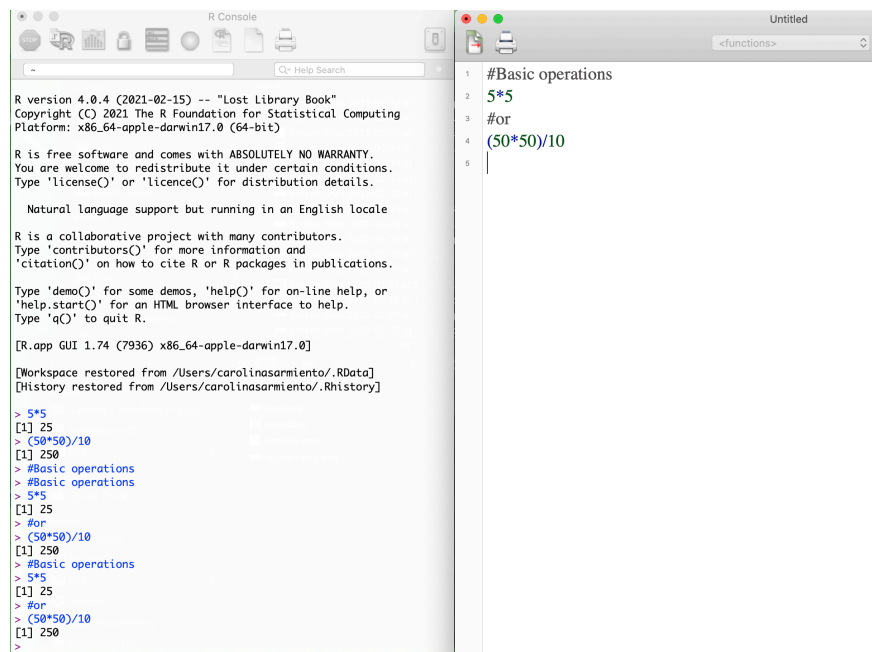 R Console
STOP
~
Help Search
R version 4.0.4 (2021-02-15) -- "Lost Library Book"
Copyright (C) 2021 The R Foundation for Statistical Computing
Platform: x86_64-apple-darwin17.0 (64-bit)
R is free software and comes with ABSOLUTELY NO WARRANTY.
You are welcome to redistribute it under certain conditions.
Type 'license()' or 'licence()' for distribution details.
Natural language support but running in an English locale
R is a collaborative project with many contributors.
Type 'contributors()' for more information and
'citation()' on how to cite R or R packages in publications.
Type 'demo()' for some demos, 'help()' for on-line help, or
'help.start()' for an HTML browser interface to help.
Type 'q()' to quit R.
[R.app GUI 1.74 (7936) x86_64-apple-darwin17.0]
[Workspace restored from /Users/carolinasarmiento/.RData]
[History restored from /Users/carolinasarmiento/.Rhistory]
> 5*5
[1] 25
> (50*50)/10
[1] 250
> #Basic operations
> #Basic operations
> 5*5
[1] 25
> #or
> (50*50)/10
[1] 250
> #Basic operations
> 5*5
[1] 25
> #or
> (50*50)/10
[1] 250
>
Untitled
<functions>
1 #Basic operations
2 5*5
3 #or
4 (50*50)/10
5